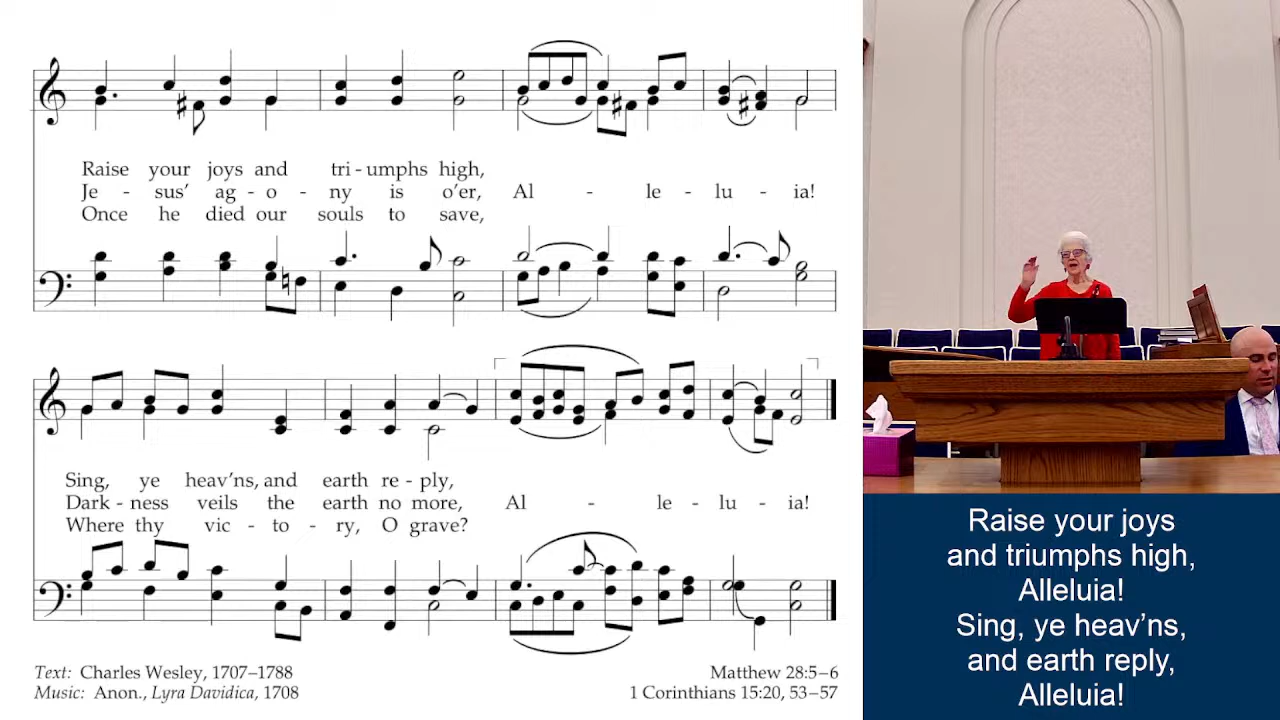 Raise your joys and tri - umphs high,
Je - sus’ ag - o - ny is o’er, Al - le - lu - ia!
Once he died our souls to save,
Sing, ye heav’ns, and earth re - ply,
Dark - ness veils the earth no more, Al - le - lu - ia!
Where thy vic - to - ry, O grave?
Text: Charles Wesley, 1707–1788
Music: Anon., Lyra Davidica, 1708
Matthew 28:5–6
1 Corinthians 15:20, 53–57
Raise your joys
and triumphs high,
Alleluia!
Sing, ye heav’ns,
and earth reply,
Alleluia!